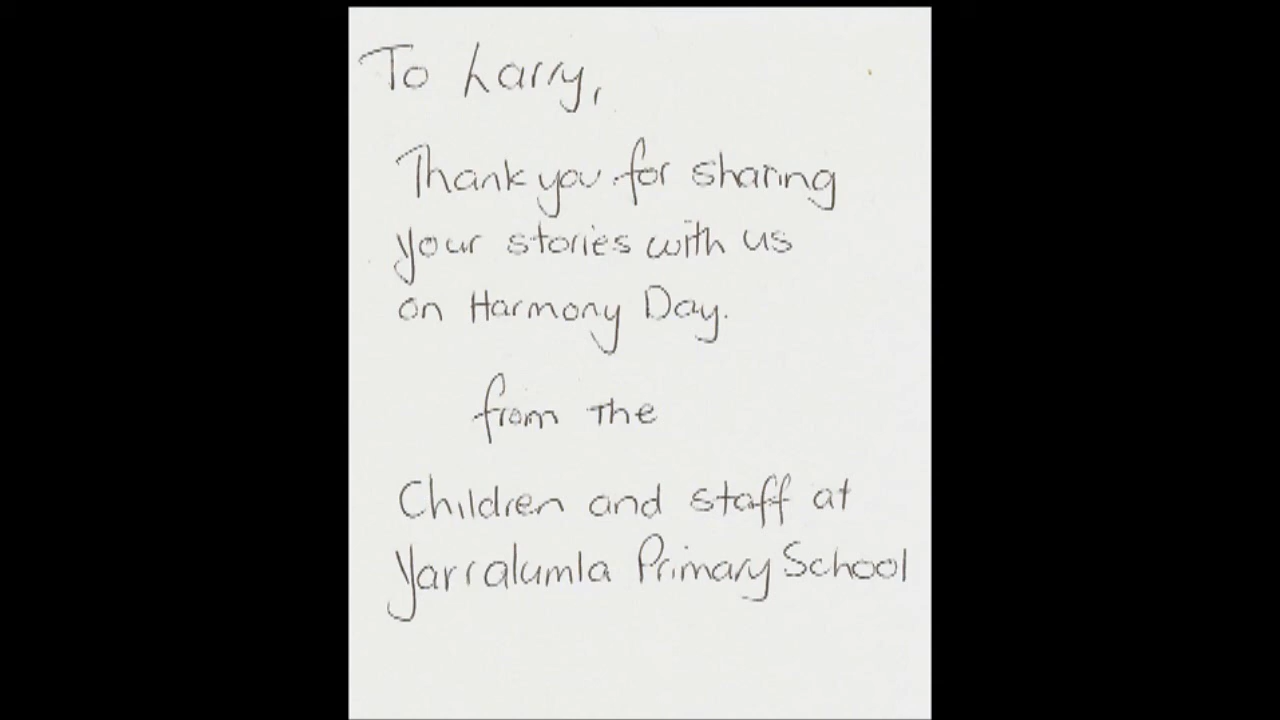 To Larry,
Thank you for sharing
your stories with us
on Harmony Day.
from the
Children and staff at
Yarralumla Primary School